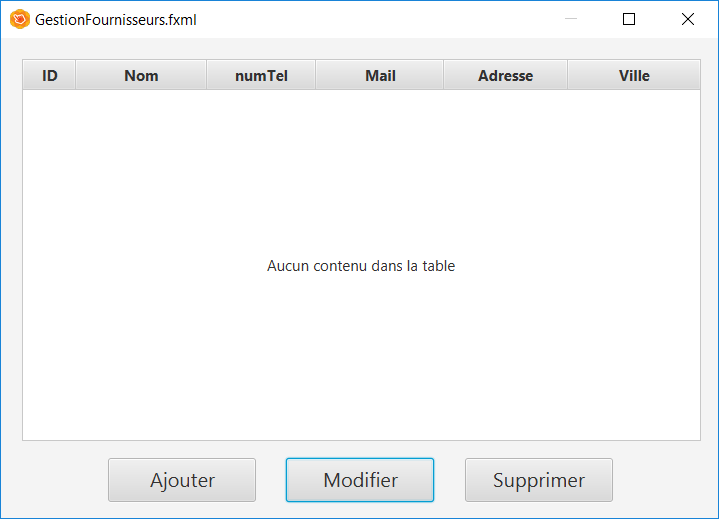 GestionFournisseurs.fxml
ID Nom numTel Mail Adresse Ville
Aucun contenu dans la table
Ajouter Modifier Supprimer